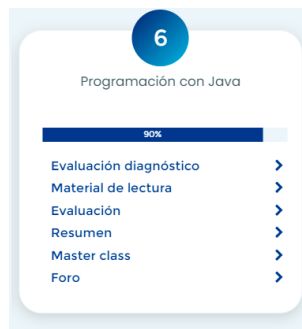 6
Programación con Java
90%
Evaluación diagnóstico
Material de lectura
Evaluación
Resumen
Master class
Foro